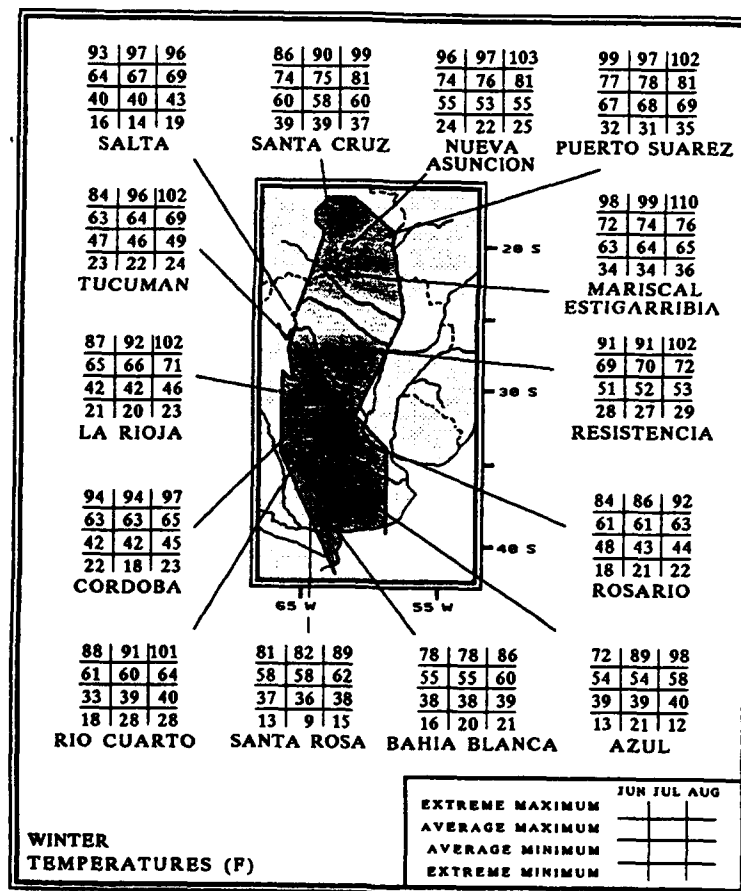 93 | 97 | 96
64 | 67 | 69
40 | 40 | 43
16 | 14 | 19
SALTA
86 | 90 | 99
74 | 75 | 81
60 | 58 | 60
39 | 39 | 37
SANTA CRUZ
96 | 97 | 103
74 | 76 | 81
55 | 53 | 55
24 | 22 | 25
NUEVA
ASUNCION
99 | 97 | 102
77 | 78 | 81
67 | 68 | 69
32 | 31 | 35
PUERTO SUAREZ
84 | 96 | 102
63 | 64 | 69
47 | 46 | 49
23 | 22 | 24
TUCUMAN
98 | 99 | 110
72 | 74 | 76
63 | 64 | 65
34 | 34 | 36
MARISCAL
ESTIGARRIBIA
20 S
87 | 92 | 102
65 | 66 | 71
42 | 42 | 46
21 | 20 | 23
LA RIOJA
91 | 91 | 102
69 | 70 | 72
51 | 52 | 53
28 | 27 | 29
RESISTENCIA
30 S
94 | 94 | 97
63 | 63 | 65
42 | 42 | 45
22 | 18 | 23
CORDOBA
84 | 86 | 92
61 | 61 | 63
48 | 43 | 44
18 | 21 | 22
ROSARIO
40 S
65 W 55 W
88 | 91 | 101
61 | 60 | 64
33 | 39 | 40
18 | 28 | 28
RIO CUARTO
81 | 82 | 89
58 | 58 | 62
37 | 36 | 38
13 | 9 | 15
SANTA ROSA
78 | 78 | 86
55 | 55 | 60
38 | 38 | 39
16 | 20 | 21
BAHIA BLANCA
72 | 89 | 98
54 | 54 | 58
39 | 39 | 40
13 | 21 | 12
AZUL
WINTER
TEMPERATURES (F)
JUN JUL AUG
EXTREME MAXIMUM
AVERAGE MAXIMUM
AVERAGE MINIMUM
EXTREME MINIMUM